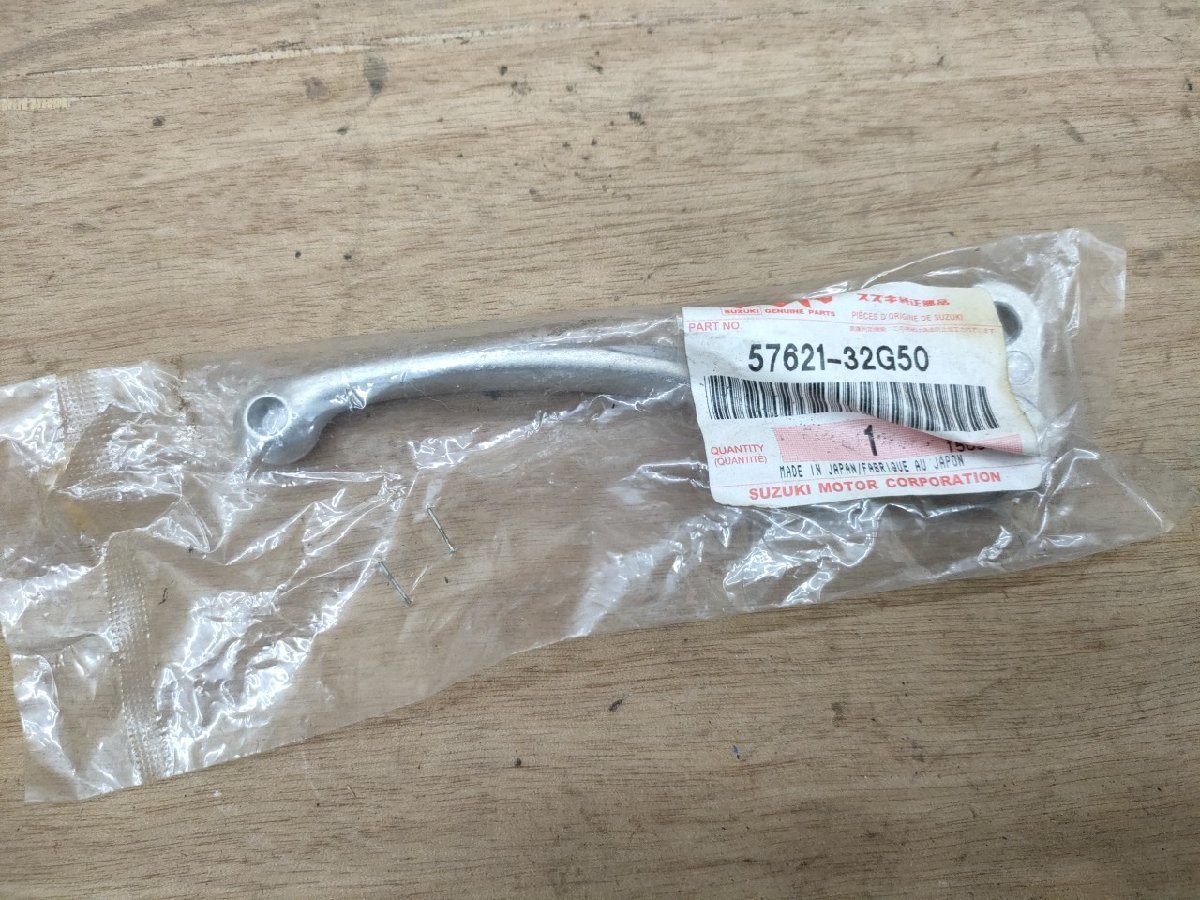 スズキ純正部品
SUZUKI GENUINE PARTS
PIÈCES D'ORIGINE DE SUZUKI
PART NO.
57621-32G50
QUANTITY
(QUANTITÉ)
1
MADE IN JAPAN/FABRIQUE AU JAPON
SUZUKI MOTOR CORPORATION